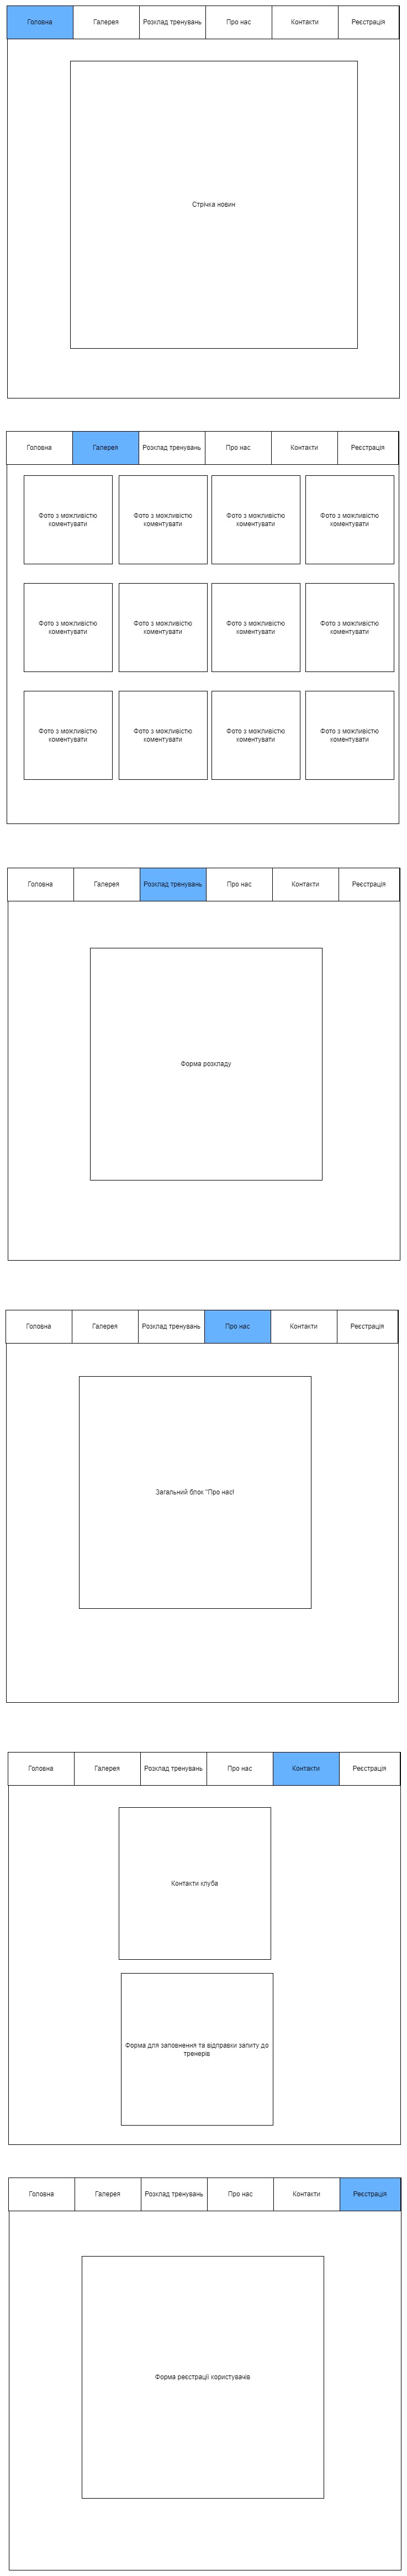 Головна
Галерея
Розклад тренувань
Про нас
Контакти
Реєстрація
Стрічка новин
Головна
Галерея
Розклад тренувань
Про нас
Контакти
Реєстрація
Фото з можливістю
коментувати
Фото з можливістю
коментувати
Фото з можливістю
коментувати
Фото з можливістю
коментувати
Фото з можливістю
коментувати
Фото з можливістю
коментувати
Фото з можливістю
коментувати
Фото з можливістю
коментувати
Фото з можливістю
коментувати
Фото з можливістю
коментувати
Фото з можливістю
коментувати
Фото з можливістю
коментувати
Головна
Галерея
Розклад тренувань
Про нас
Контакти
Реєстрація
Форма розкладу
Головна
Галерея
Розклад тренувань
Про нас
Контакти
Реєстрація
Загальний блок "Про нас!
Головна
Галерея
Розклад тренувань
Про нас
Контакти
Реєстрація
Контакти клуба
Форма для заповнення та відправки запиту до
тренерів
Головна
Галерея
Розклад тренувань
Про нас
Контакти
Реєстрація
Форма реєстрації користувачів